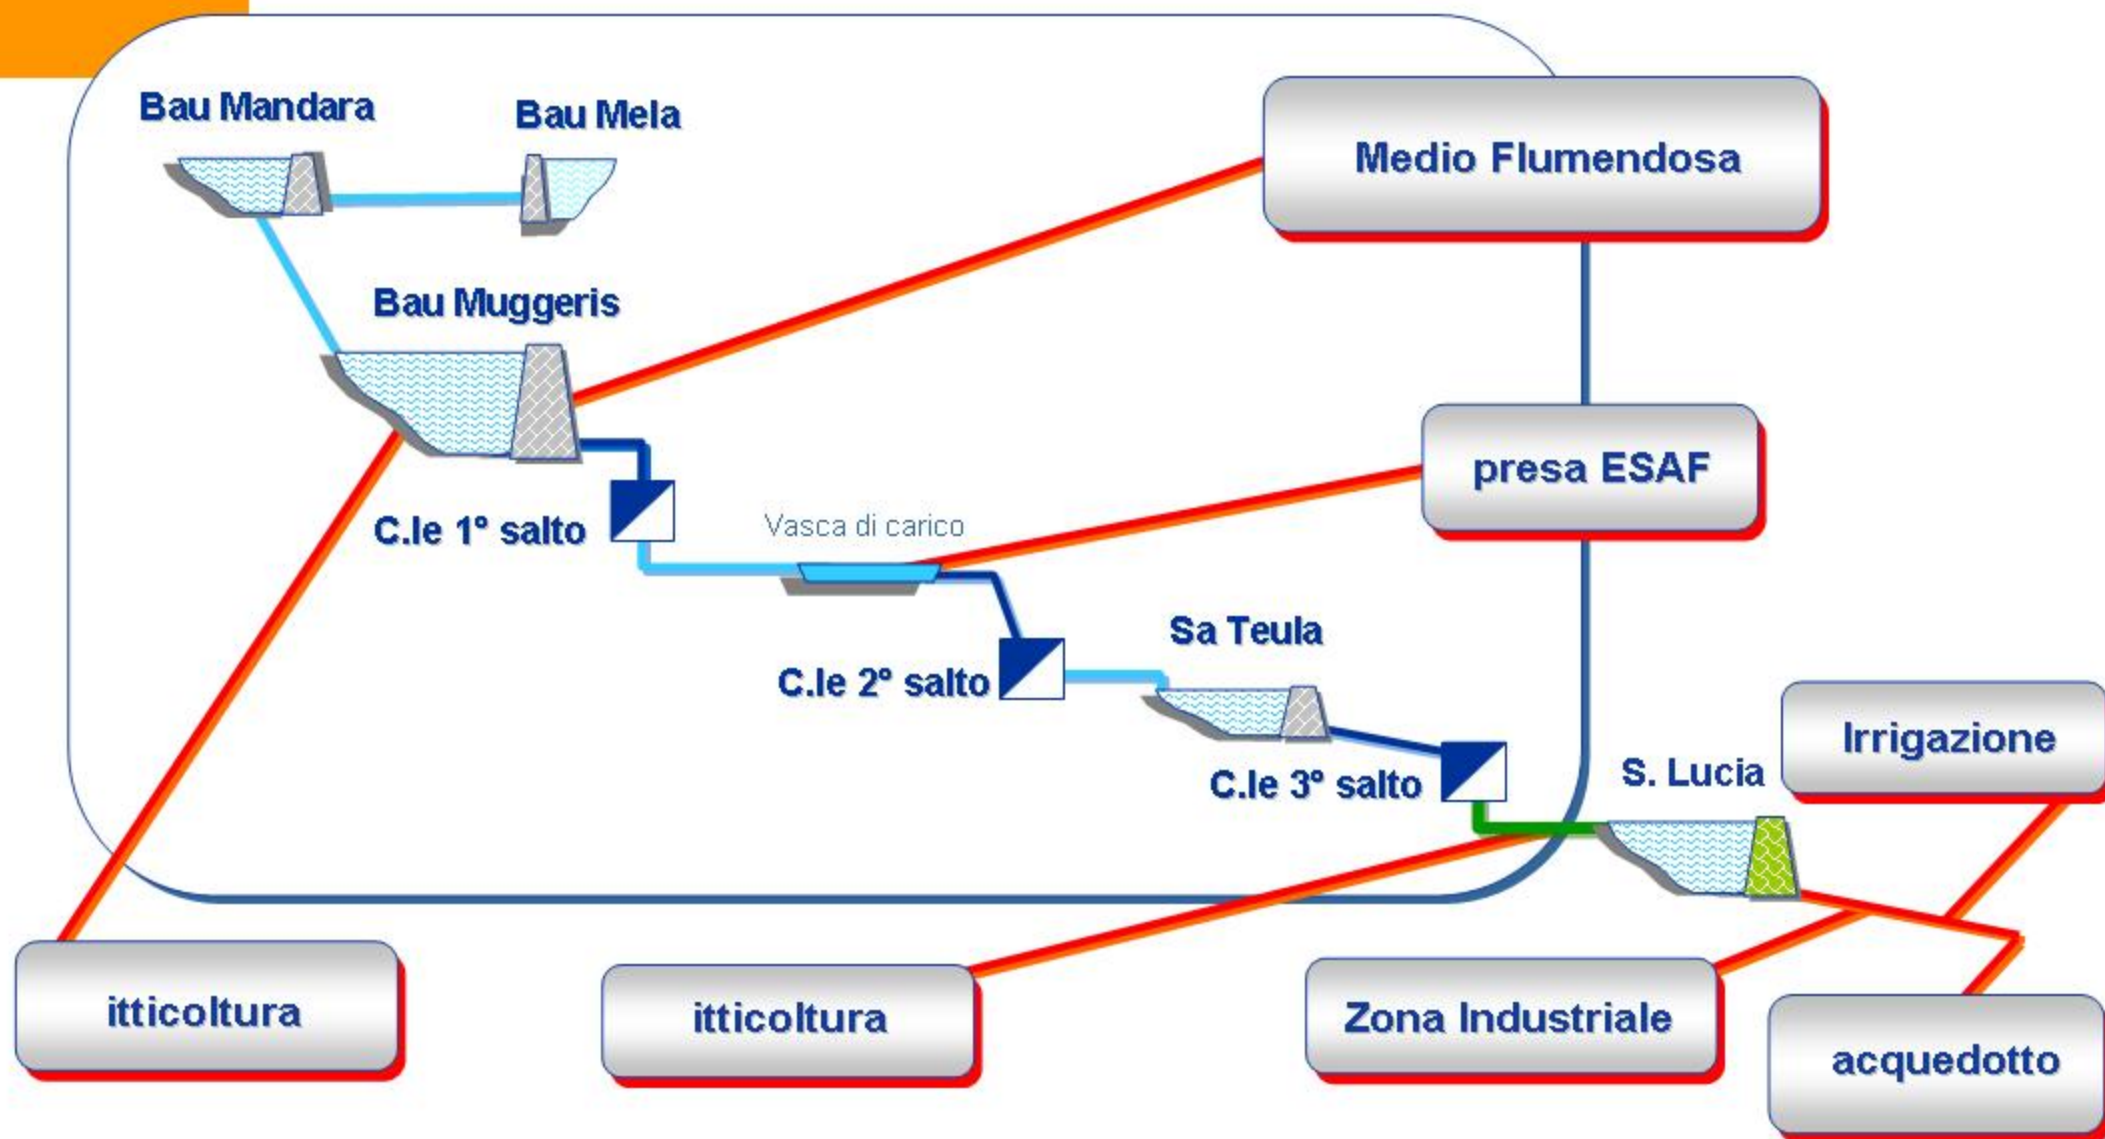 Bau Mandara
Bau Mela
Medio Flumendosa
Bau Muggeris
presa ESAF
C.le 1° salto
Vasca di carico
Sa Teula
C.le 2° salto
Irrigazione
S. Lucia
C.le 3° salto
itticoltura
itticoltura
Zona Industriale
acquedotto